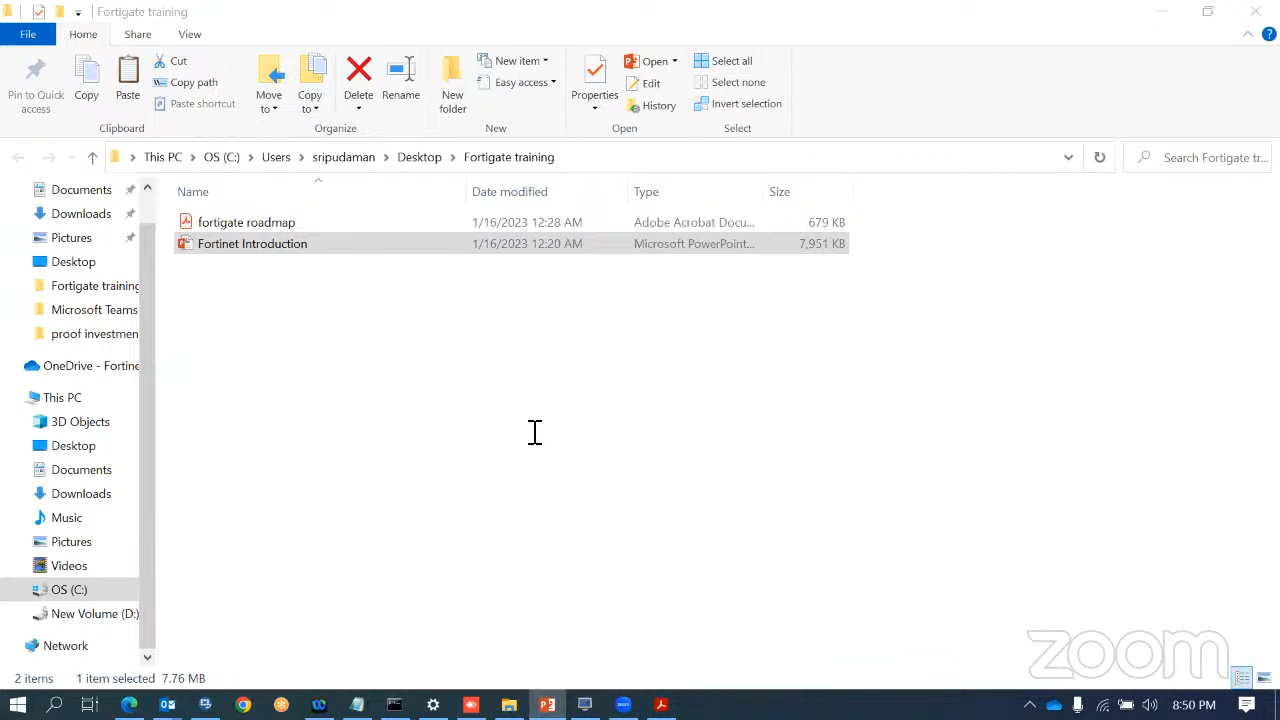 Fortigate training
File Home Share View
Pin to Quick access
Copy
Paste
Cut
Copy path
Paste shortcut
Clipboard
Move to
Copy to
Delete
Rename
Organize
New folder
New item
Easy access
New
Properties
Open
Edit
History
Open
Select all
Select none
Invert selection
Select
This PC > OS (C:) > Users > sripudaman > Desktop > Fortigate training
Search Fortigate tr...
Name Date modified Type Size
fortigate roadmap 1/16/2023 12:28 AM Adobe Acrobat Docu... 679 KB
Fortinet Introduction 1/16/2023 12:20 AM Microsoft PowerPoint... 7,951 KB
Documents
Downloads
Pictures
Desktop
Fortigate training
Microsoft Teams
proof investmen
OneDrive - Fortine
This PC
3D Objects
Desktop
Documents
Downloads
Music
Pictures
Videos
OS (C:)
New Volume (D:)
Network
zoom
2 items 1 item selected 7.76 MB
8:50 PM